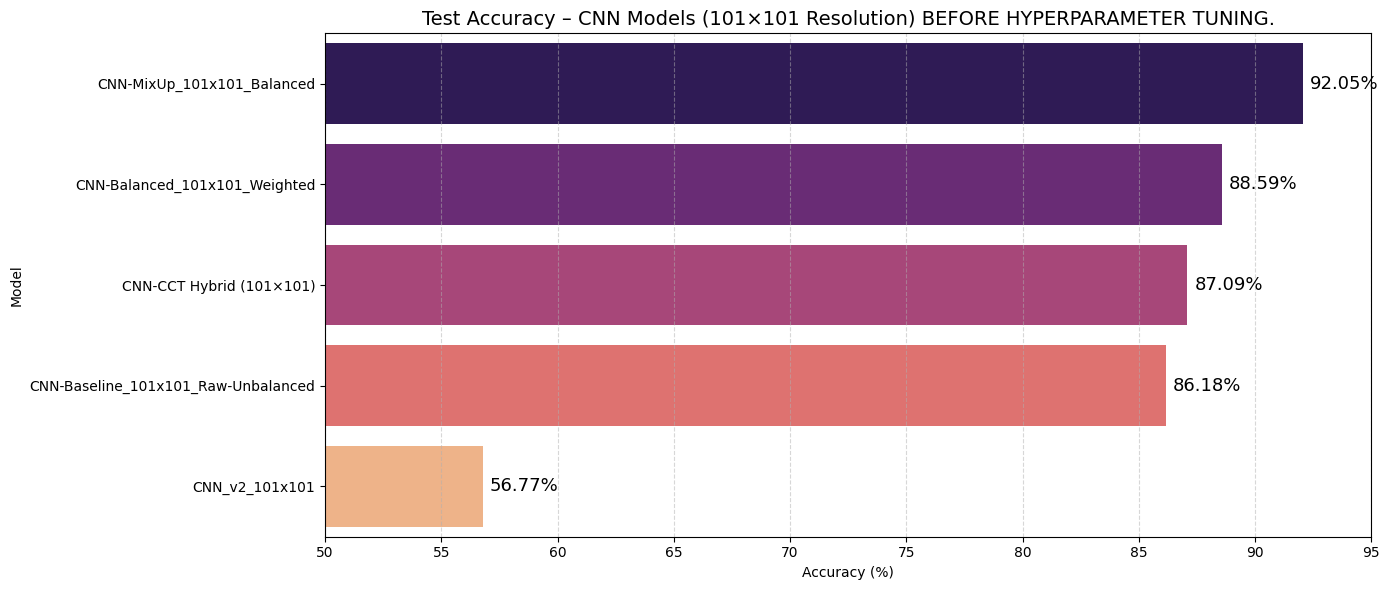 Test Accuracy – CNN Models (101×101 Resolution) BEFORE HYPERPARAMETER TUNING.
Model
CNN-MixUp_101x101_Balanced
92.05%
CNN-Balanced_101x101_Weighted
88.59%
CNN-CCT Hybrid (101×101)
87.09%
CNN-Baseline_101x101_Raw-Unbalanced
86.18%
CNN_v2_101x101
56.77%
50 55 60 65 70 75 80 85 90 95
Accuracy (%)